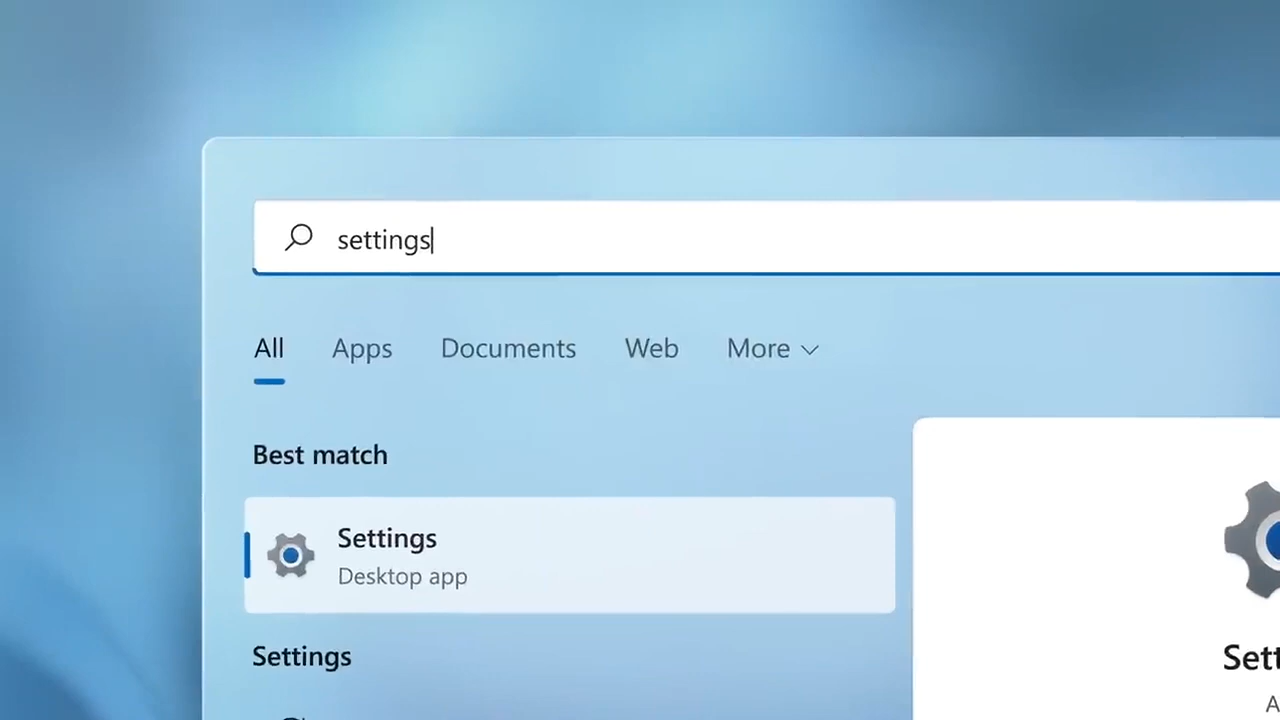 settings
All Apps Documents Web More
Best match
Settings
Desktop app
Settings
Sett
A